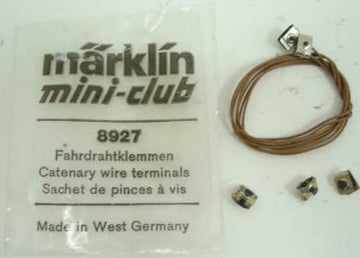 märklin
mini-club
8927
Fahrdrahtklemmen
Catenary wire terminals
Sachet de pinces à vis
Made in West Germany